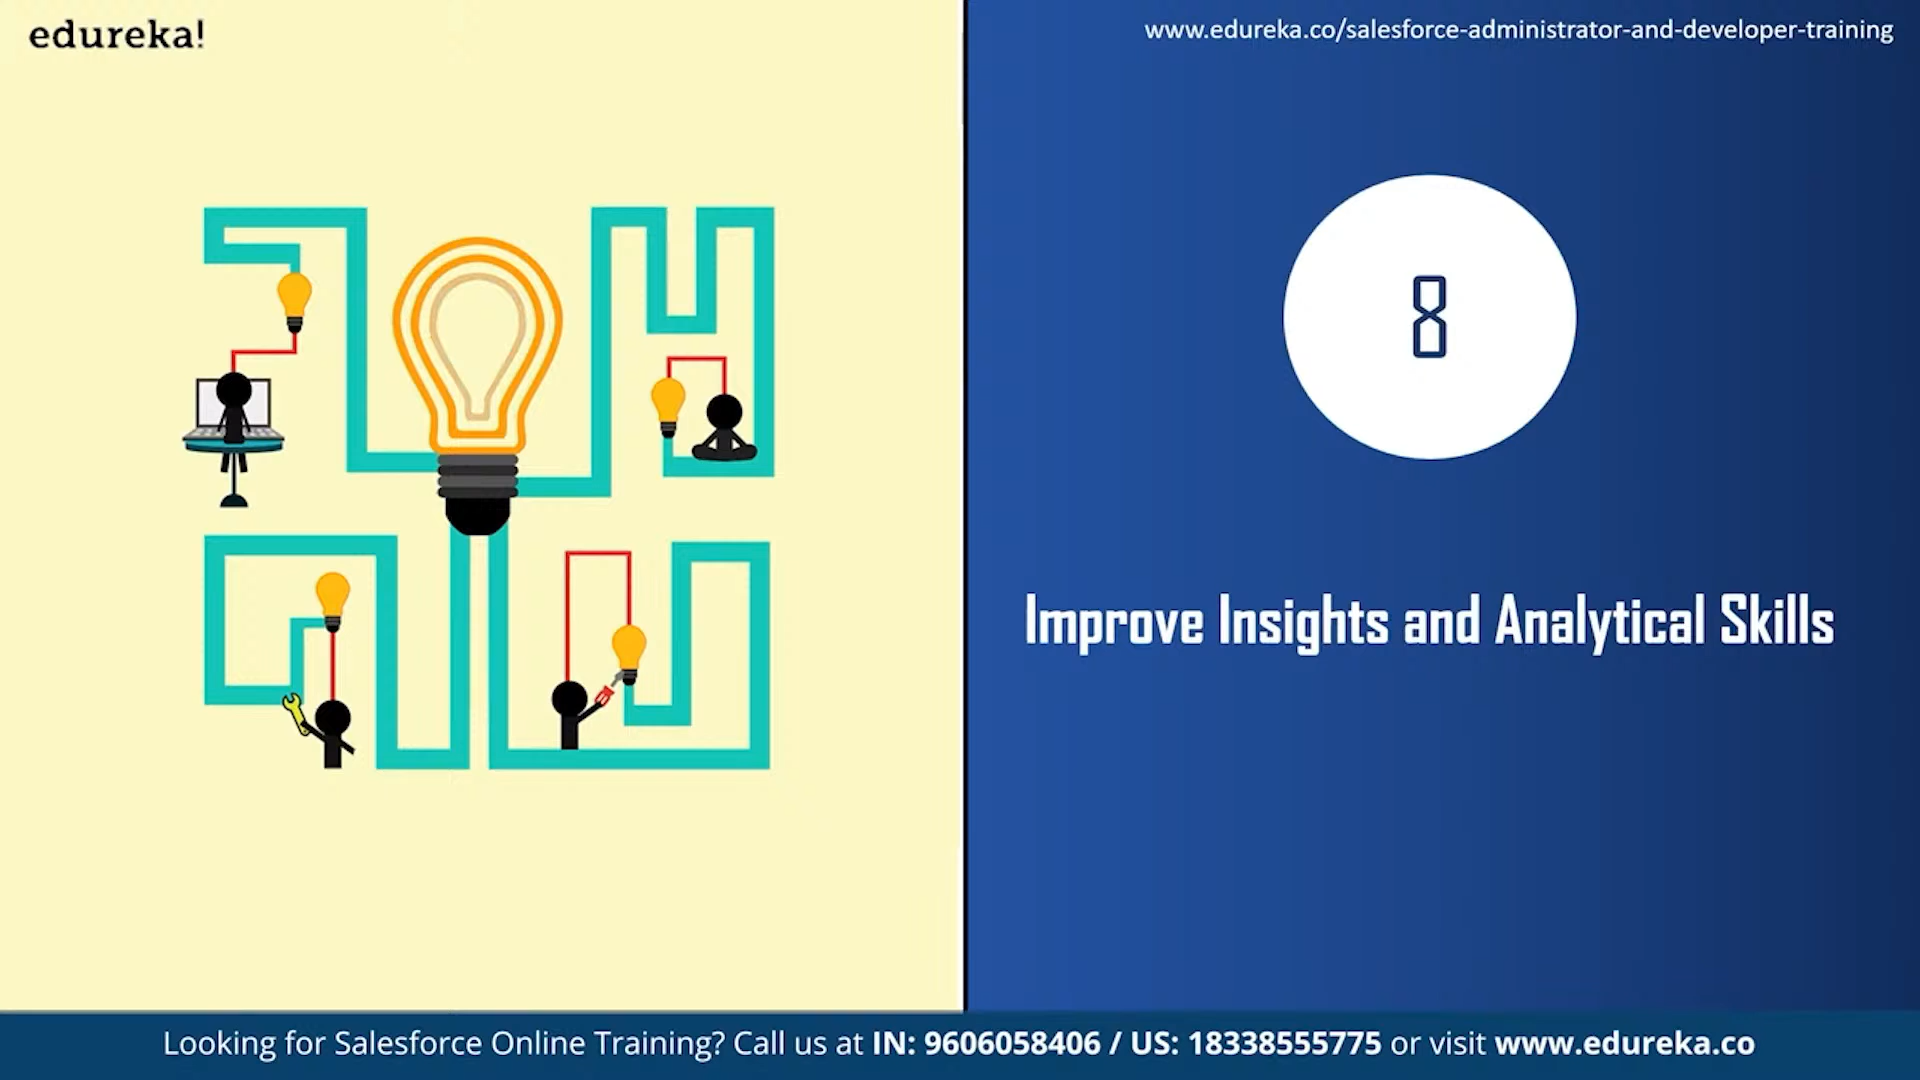 edureka!
www.edureka.co/salesforce-administrator-and-developer-training
8
Improve Insights and Analytical Skills
Looking for Salesforce Online Training? Call us at IN: 9606058406 / US: 18338555775 or visit www.edureka.co